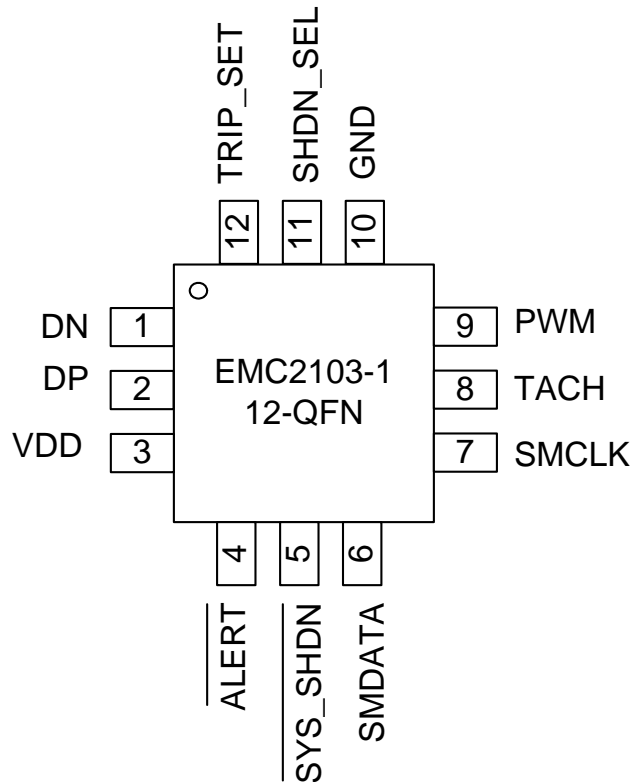 TRIP_SET
SHDN_SEL
GND
12
11
10
DN 1
9 PWM
DP 2
EMC2103-1
8 TACH
12-QFN
VDD 3
7 SMCLK
4
5
6
ALERT
SYS_SHDN
SMDATA